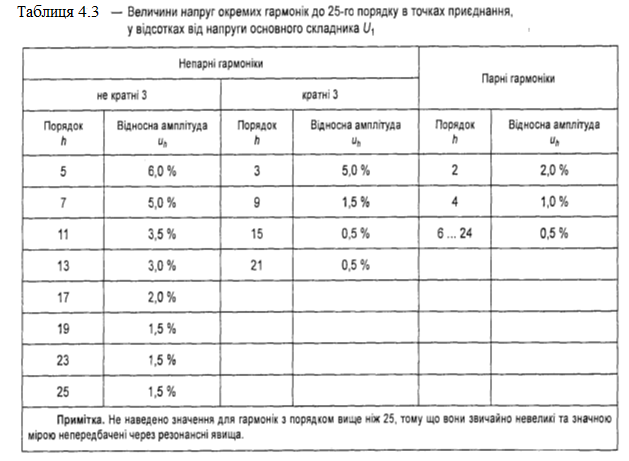 Таблиця 4.3 — Величини напруг окремих гармонік до 25-го порядку в точках приєднання,
у відсотках від напруги основного складника U₁
Непарні гармоніки Парні гармоніки
не кратні 3 кратні 3
Порядок Відносна амплітуда Порядок Відносна амплітуда Порядок Відносна амплітуда
h uₕ h uₕ h uₕ
5 6,0 % 3 5,0 % 2 2,0 %
7 5,0 % 9 1,5 % 4 1,0 %
11 3,5 % 15 0,5 % 6 ... 24 0,5 %
13 3,0 % 21 0,5 %
17 2,0 %
19 1,5 %
23 1,5 %
25 1,5 %
Примітка. Не наведено значення для гармонік з порядком вище ніж 25, тому що вони звичайно невеликі та значною
мірою непередбачені через резонансні явища.